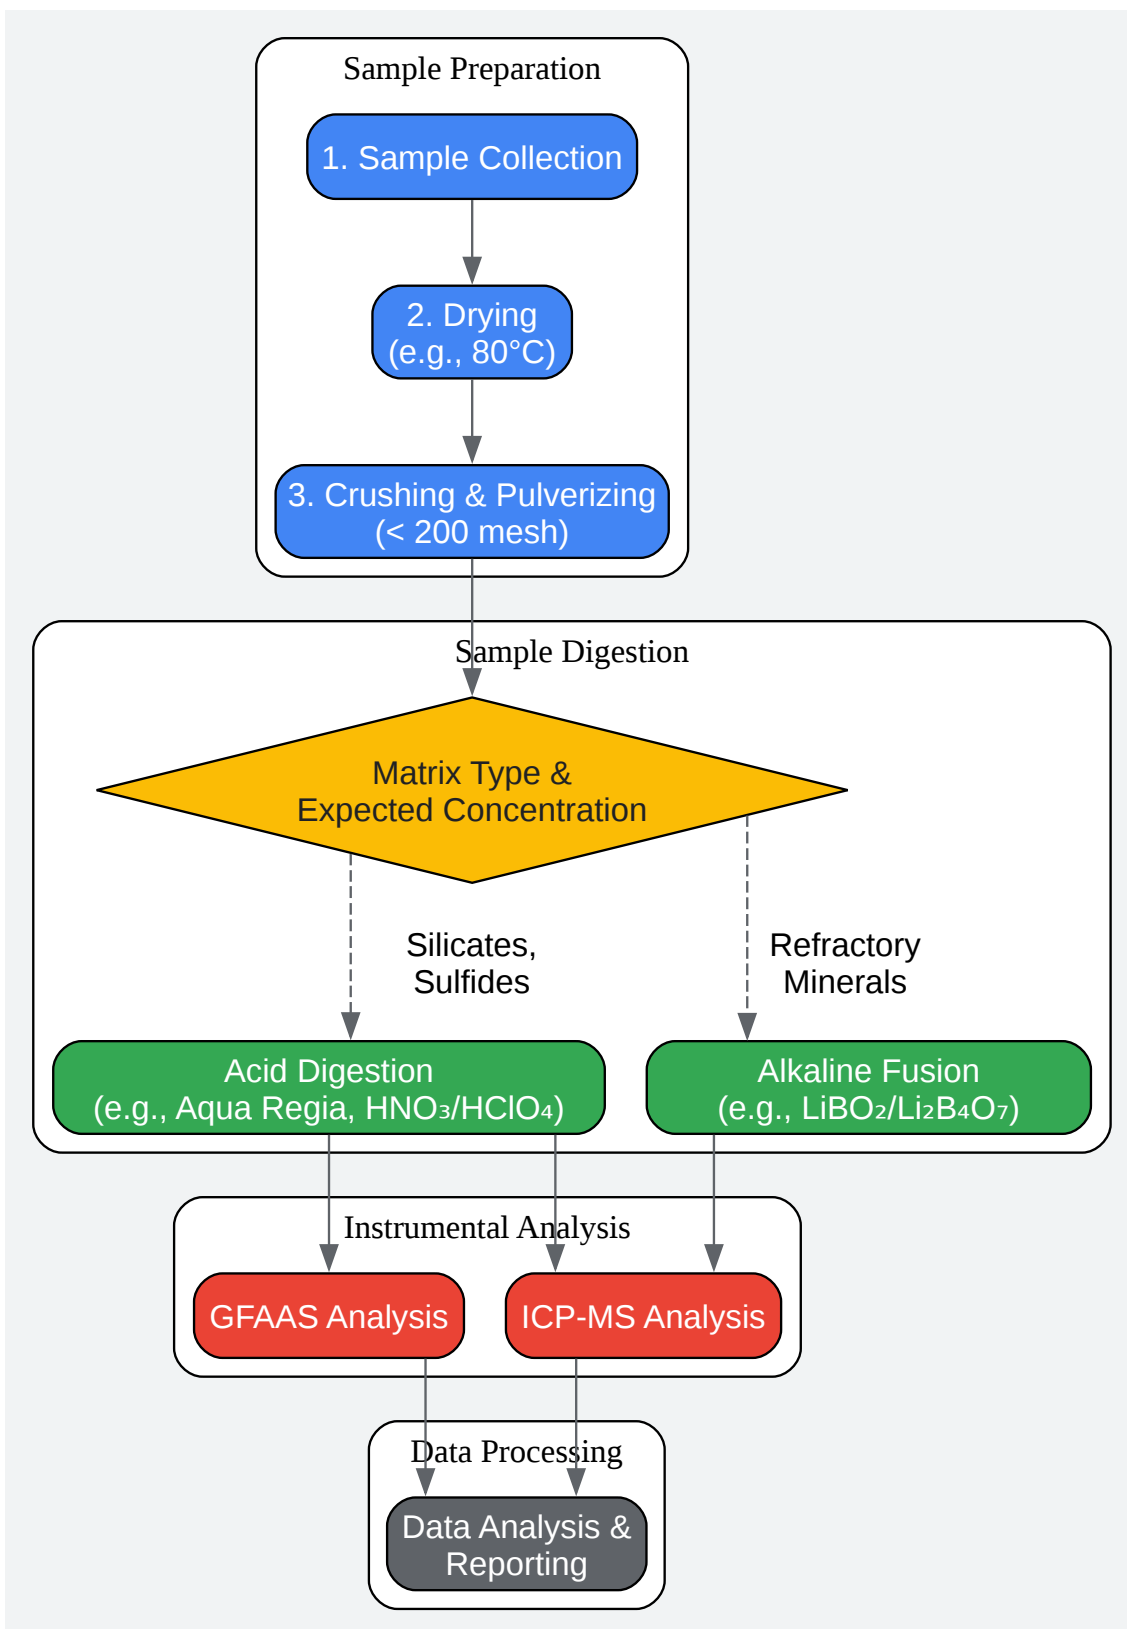 Sample Preparation
1. Sample Collection
2. Drying
(e.g., 80°C)
3. Crushing & Pulverizing
(< 200 mesh)
Sample Digestion
Matrix Type &
Expected Concentration
Silicates,
Sulfides
Refractory
Minerals
Acid Digestion
(e.g., Aqua Regia, HNO₃/HClO₄)
Alkaline Fusion
(e.g., LiBO₂/Li₂B₄O₇)
Instrumental Analysis
GFAAS Analysis
ICP-MS Analysis
Data Processing
Data Analysis &
Reporting